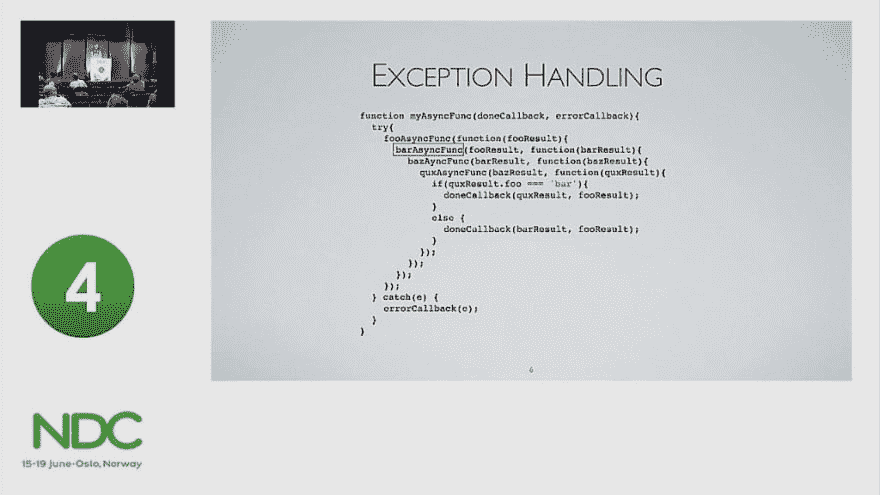 EXCEPTION HANDLING
function myAsyncFunc(doneCallback, errorCallback){
try{
fooAsyncFunc(function(fooResult){
barAsyncFunc(fooResult, function(barResult){
bazAyncFunc(barResult, function(bazResult){
quxAsyncFunc(bazResult, function(quxResult){
if(quxResult.foo === 'bar'){
doneCallback(quxResult, fooResult);
}
else {
doneCallback(barResult, fooResult);
}
});
});
});
});
} catch(e) {
errorCallback(e);
}
}
6
4
NDC
15-19 June-Oslo, Norway